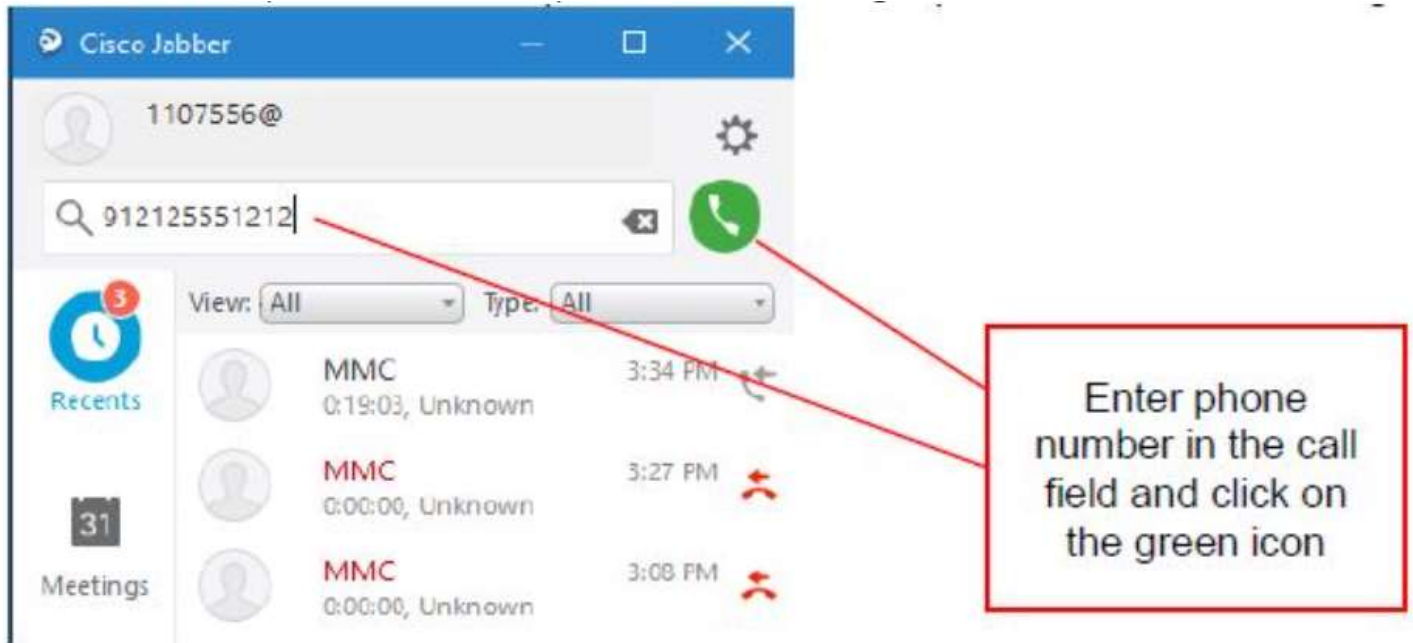 Cisco Jabber
1107556@
912125551212
3
View: All Type: All
Recents
MMC 3:34 PM
0:19:03, Unknown
MMC 3:27 PM
0:00:00, Unknown
31
Meetings
MMC 3:08 PM
0:00:00, Unknown
Enter phone
number in the call
field and click on
the green icon